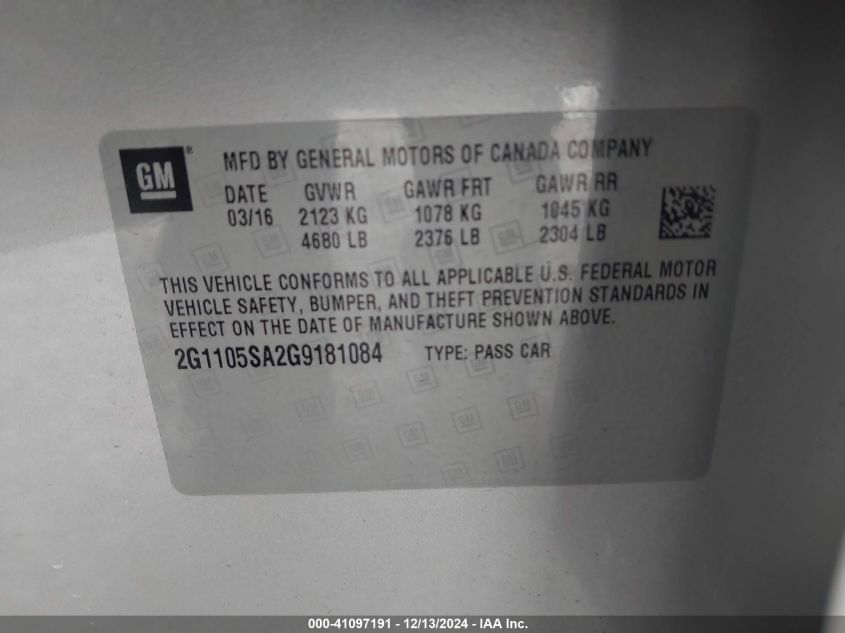 GM ® MFD BY GENERAL MOTORS OF CANADA COMPANY
DATE GVWR GAWR FRT GAWR RR
03/16 2123 KG 1078 KG 1045 KG
4680 LB 2376 LB 2304 LB
THIS VEHICLE CONFORMS TO ALL APPLICABLE U.S. FEDERAL MOTOR
VEHICLE SAFETY, BUMPER, AND THEFT PREVENTION STANDARDS IN
EFFECT ON THE DATE OF MANUFACTURE SHOWN ABOVE.
2G1105SA2G9181084 TYPE: PASS CAR
000-41097191 - 12/13/2024 - IAA Inc.